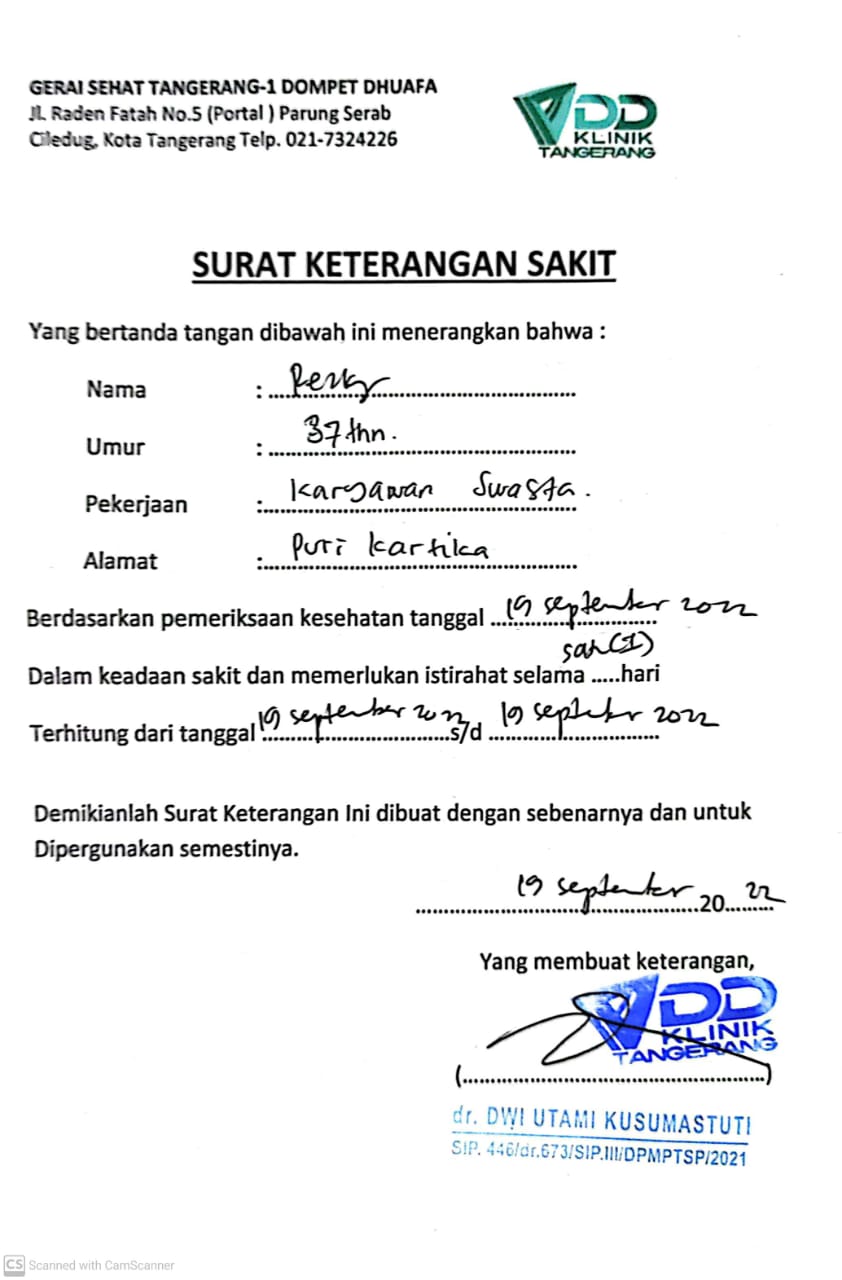 GERAI SEHAT TANGERANG-1 DOMPET DHUAFA
JL. Raden Fatah No.5 (Portal ) Parung Serab
Ciledug, Kota Tangerang Telp. 021-7324226
DD
KLINIK
TANGERANG
SURAT KETERANGAN SAKIT
Yang bertanda tangan dibawah ini menerangkan bahwa :
Nama :
Umur : 37 thn.
Pekerjaan : Karyawan Swasta.
Alamat : Puri Kartika
Berdasarkan pemeriksaan kesehatan tanggal 19 september 2022
Dalam keadaan sakit dan memerlukan istirahat selama (1) hari
Terhitung dari tanggal 19 september 2022 s/d 19 september 2022
Demikianlah Surat Keterangan Ini dibuat dengan sebenarnya dan untuk
Dipergunakan semestinya.
19 september 2022
Yang membuat keterangan,
DD
KLINIK
TANGERANG
(..................................................)
dr. DWI UTAMI KUSUMASTUTI
SIP. 446/dr.673/SIP.III/DPMPTSP/2021
CS Scanned with CamScanner